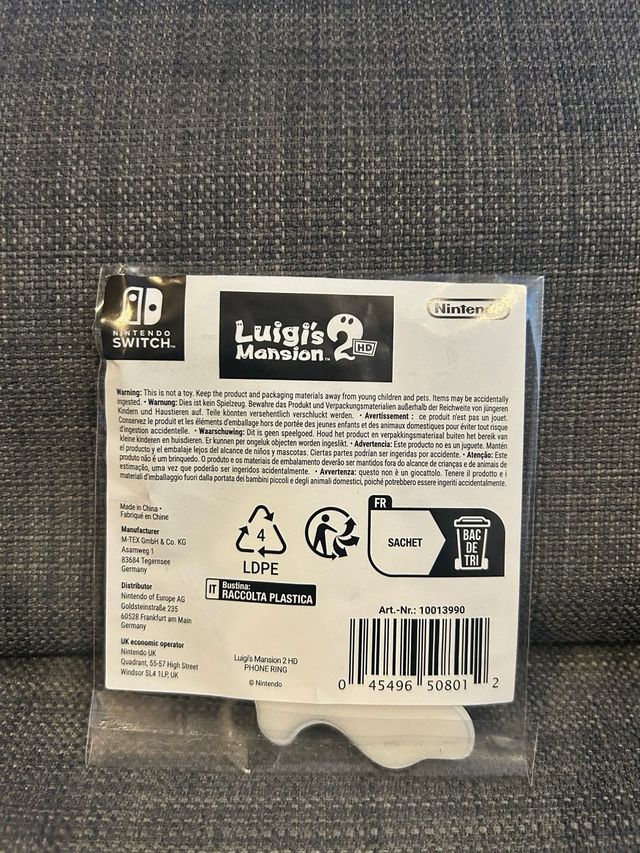 NINTENDO
SWITCH™
Luigi's
Mansion™ 2 HD
Nintendo
Warning: This is not a toy. Keep the product and packaging materials away from young children and pets. Items may be accidentally
ingested. • Warnung: Dies ist kein Spielzeug. Bewahre das Produkt und Verpackungsmaterialien außerhalb der Reichweite von jüngeren
Kindern und Haustieren auf. Teile könnten versehentlich verschluckt werden. • Avertissement : ce produit n'est pas un jouet.
Conservez le produit et les éléments d'emballage hors de portée des jeunes enfants et des animaux domestiques pour éviter tout risque
d'ingestion accidentelle. • Waarschuwing: Dit is geen speelgoed. Houd het product en verpakkingsmateriaal buiten het bereik van
kleine kinderen en huisdieren. Er kunnen per ongeluk objecten worden ingeslikt. • Advertencia: Este producto no es un juguete. Mantén
el producto y el embalaje lejos del alcance de niños y mascotas. Ciertas partes podrían ser ingeridas por accidente. • Atenção: Este
produto não é um brinquedo. O produto e os materiais de embalamento deverão ser mantidos fora do alcance de crianças e de animais de
estimação, uma vez que poderão ser ingeridos acidentalmente. • Avvertenza: questo non è un giocattolo. Tenere il prodotto e i
materiali d'imballaggio fuori dalla portata dei bambini piccoli e degli animali domestici, poiché potrebbero essere ingeriti accidentalmente.
Made in China •
Fabriqué en Chine
Manufacturer
M-TEX GmbH & Co. KG
Asamweg 1
83684 Tegernsee
Germany
Distributor
Nintendo of Europe AG
Goldsteinstraße 235
60528 Frankfurt am Main
Germany
UK economic operator
Nintendo UK
Quadrant, 55-57 High Street
Windsor SL4 1LP, UK
4
LDPE
IT Bustina:
RACCOLTA PLASTICA
Luigi's Mansion 2 HD
PHONE RING
© Nintendo
FR
SACHET
BAC
DE
TRI
Art.-Nr.: 10013990
0 45496 50801 2